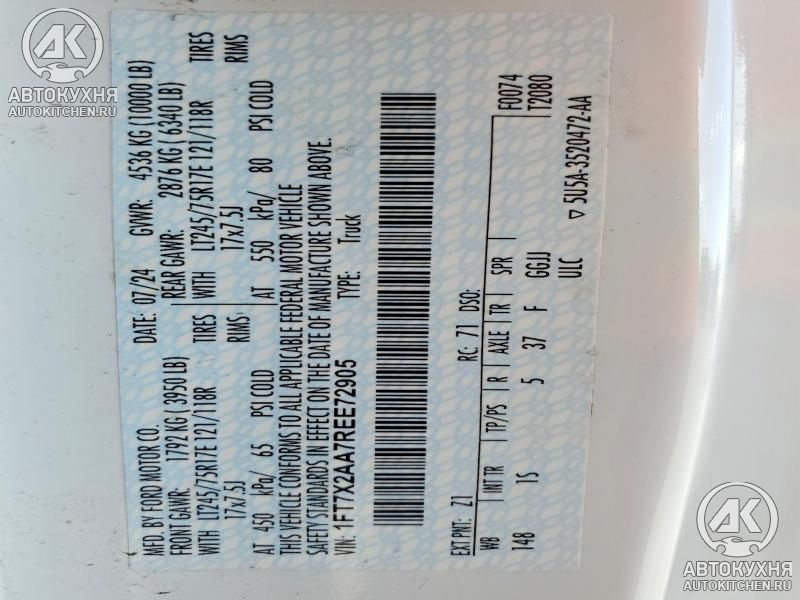 MFD. BY FORD MOTOR CO.
DATE: 07/24 GVWR: 4536 KG (10000 LB)
FRONT GAWR: 1792 KG (3950 LB) REAR GAWR: 2876 KG (6340 LB)
WITH LT245/75R17E 121/118R TIRES WITH LT245/75R17E 121/118R TIRES
17x7.5J RIMS 17x7.5J RIMS
AT 450 kPa/ 65 PSI COLD AT 550 kPa/ 80 PSI COLD
THIS VEHICLE CONFORMS TO ALL APPLICABLE FEDERAL MOTOR VEHICLE
SAFETY STANDARDS IN EFFECT ON THE DATE OF MANUFACTURE SHOWN ABOVE.
VIN: 1FT7X2AA7REE72905 TYPE: Truck
F0074
EXT PNT: Z1 RC: 71 DSO: T2080
WB INT TR TP/PS R AXLE TR SPR
148 1S 5 37 F GGJJ
ULC ▽ 5U5A-3520472-AA
АК
АВТОКУХНЯ
AVTOKUHNYA.RU
АК
АВТОКУХНЯ
AVTOKUHNYA.RU